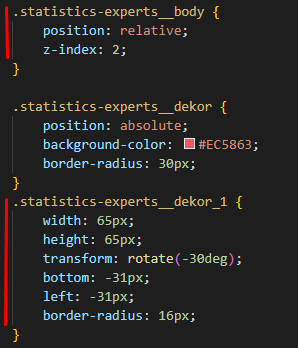 .statistics-experts__body {
position: relative;
z-index: 2;
}
.statistics-experts__dekor {
position: absolute;
background-color: #EC5863;
border-radius: 30px;
}
.statistics-experts__dekor_1 {
width: 65px;
height: 65px;
transform: rotate(-30deg);
bottom: -31px;
left: -31px;
border-radius: 16px;
}